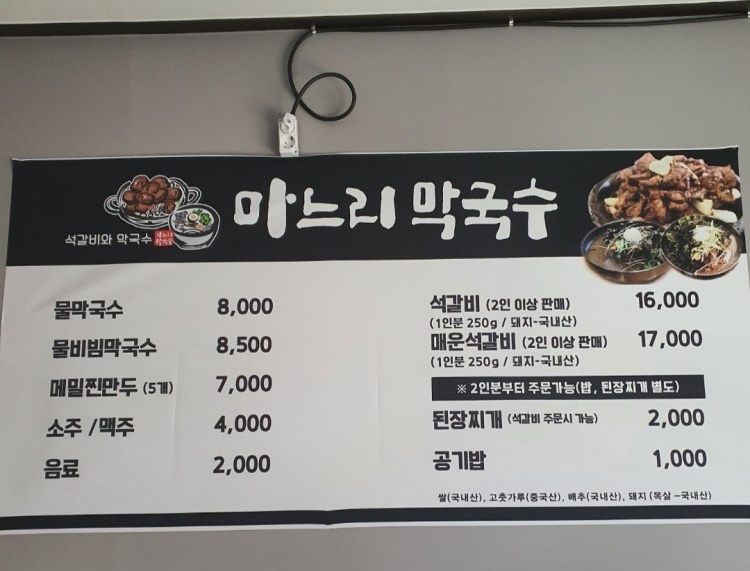 마느리 막국수
석갈비와 막국수
물막국수 8,000
물비빔막국수 8,500
메밀찐만두 (5개) 7,000
소주 / 맥주 4,000
음료 2,000
석갈비 (2인 이상 판매) 16,000
(1인분 250g / 돼지-국내산)
매운석갈비 (2인 이상 판매) 17,000
(1인분 250g / 돼지-국내산)
※ 2인분부터 주문가능(밥, 된장찌개 별도)
된장찌개 (석갈비 주문시 가능) 2,000
공기밥 1,000
쌀(국내산), 고춧가루(중국산), 배추(국내산), 돼지 (목살 -국내산)